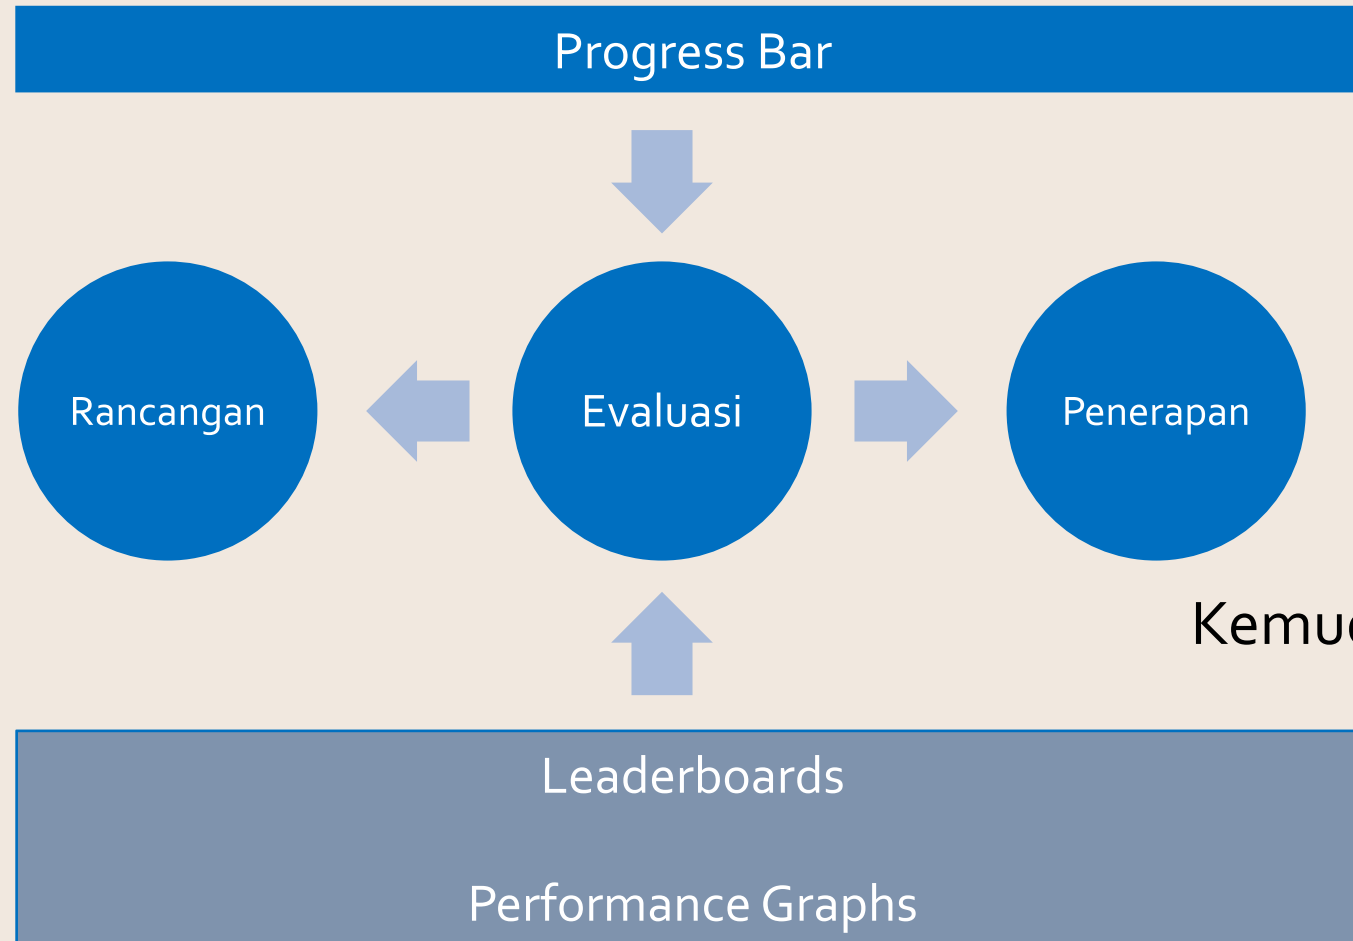 Progress Bar
Rancangan
Evaluasi
Penerapan
Leaderboards
Performance Graphs